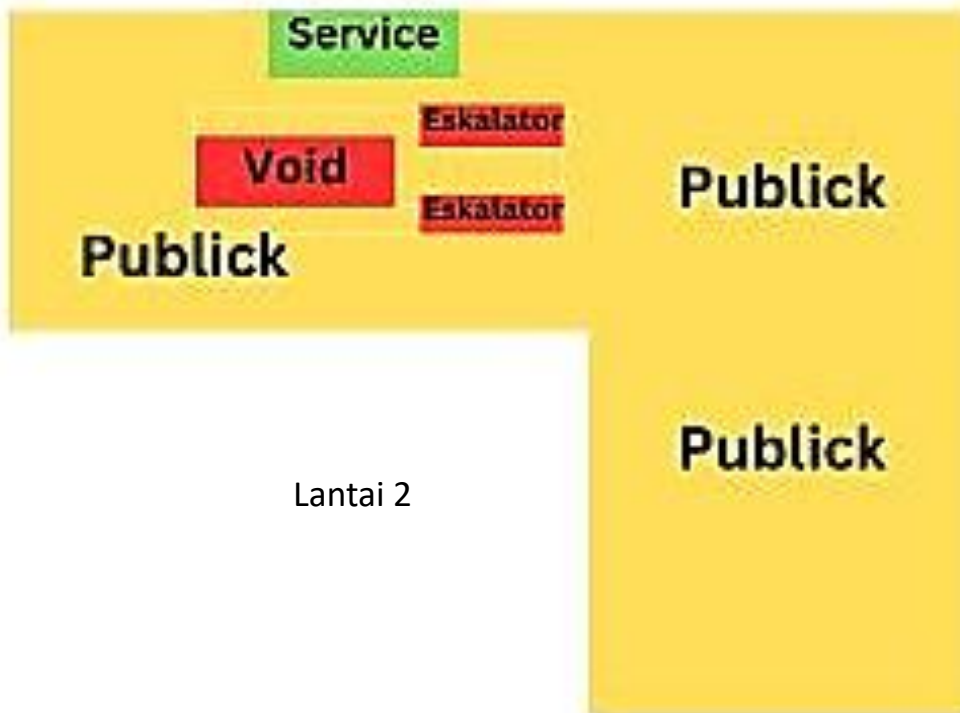 Service
Eskalator
Void
Publick
Eskalator
Publick
Publick
Lantai 2